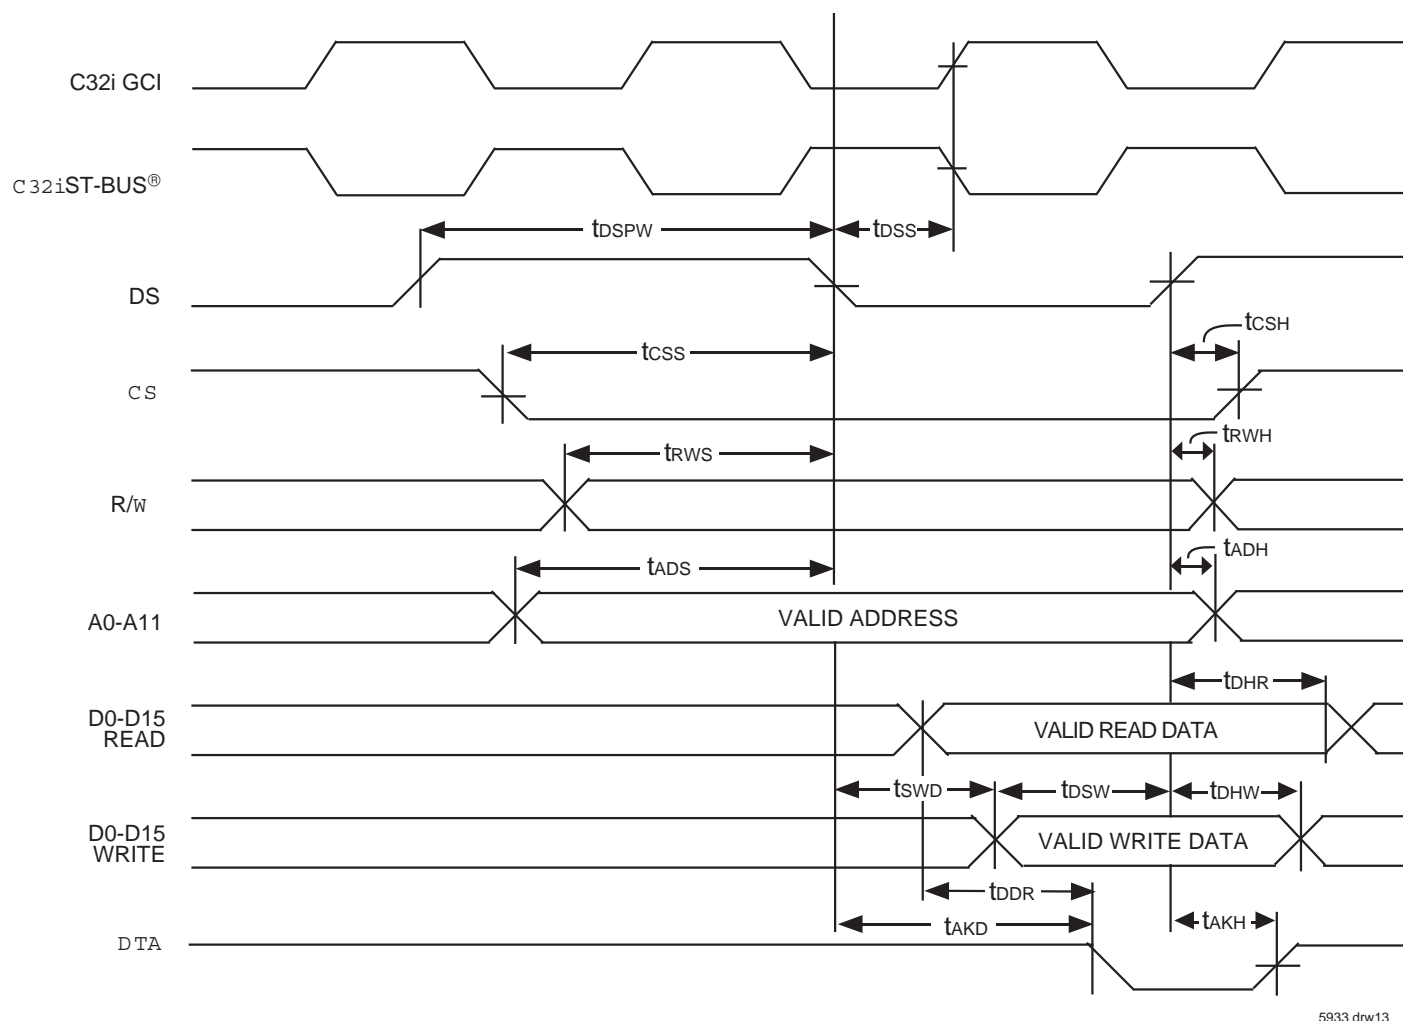 C32i GCI
C32iST-BUS®
tDSPW
tDSS
DS
tCSH
tCSS
CS
tRWH
tRWS
R/W
tADH
tADS
A0-A11
VALID ADDRESS
tDHR
D0-D15
READ
VALID READ DATA
tSWD
tDSW
tDHW
D0-D15
WRITE
VALID WRITE DATA
tDDR
tAKD
tAKH
DTA
5933 drw13